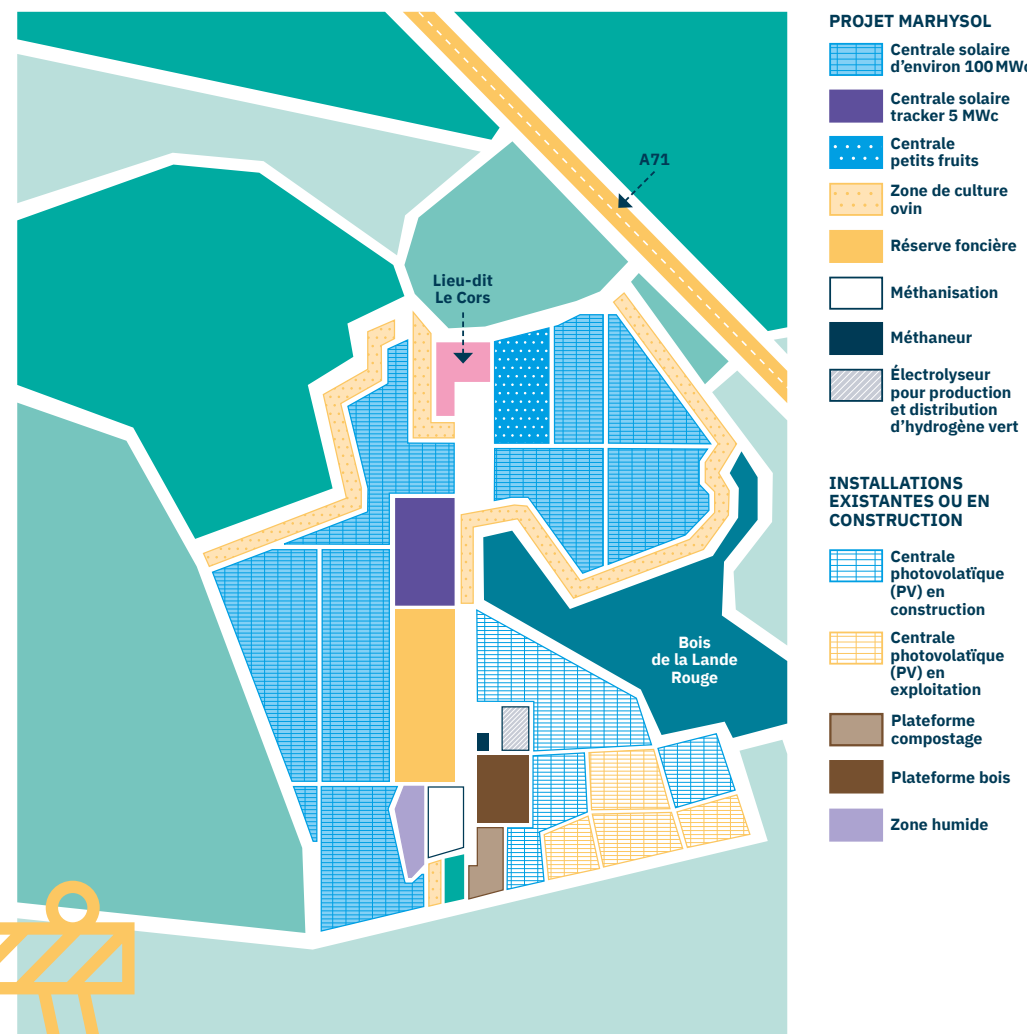 A71
Lieu-dit
Le Cors
Bois
de la Lande
Rouge
PROJET MARHYSOL
Centrale solaire
d’environ 100 MWc
Centrale solaire
tracker 5 MWc
Centrale
petits fruits
Zone de culture
ovin
Réserve foncière
Méthanisation
Méthaneur
Électrolyseur
pour production
et distribution
d’hydrogène vert
INSTALLATIONS
EXISTANTES OU EN
CONSTRUCTION
Centrale
photovolatïque
(PV) en
construction
Centrale
photovolatïque
(PV) en
exploitation
Plateforme
compostage
Plateforme bois
Zone humide